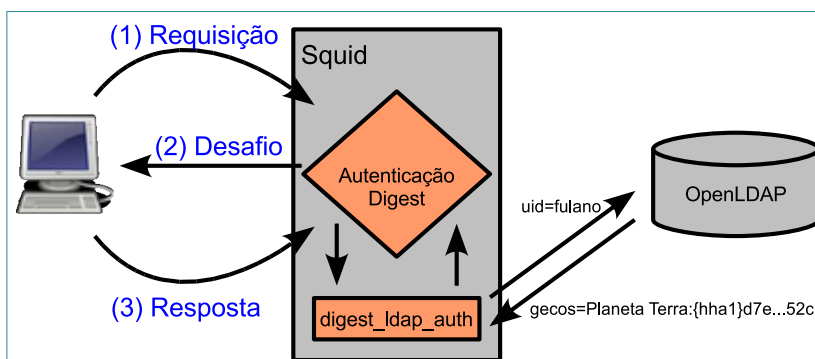 (1) Requisição
Squid
(2) Desafio
Autenticação
Digest
OpenLDAP
uid=fulano
(3) Resposta
digest_ldap_auth
gecos=Planeta Terra:{hha1}d7e...52c